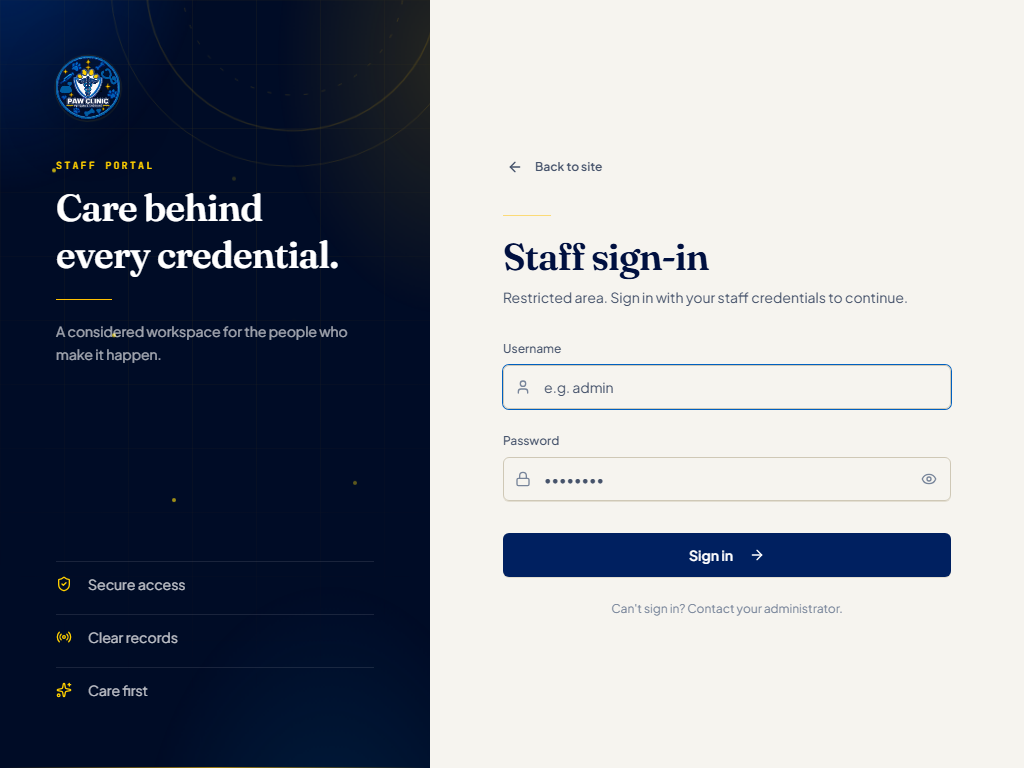 PAW CLINIC
STAFF PORTAL
Care behind
every credential.
A considered workspace for the people who
make it happen.
Secure access
Clear records
Care first
Back to site
Staff sign-in
Restricted area. Sign in with your staff credentials to continue.
Username
e.g. admin
Password
••••••••
Sign in
Can't sign in? Contact your administrator.